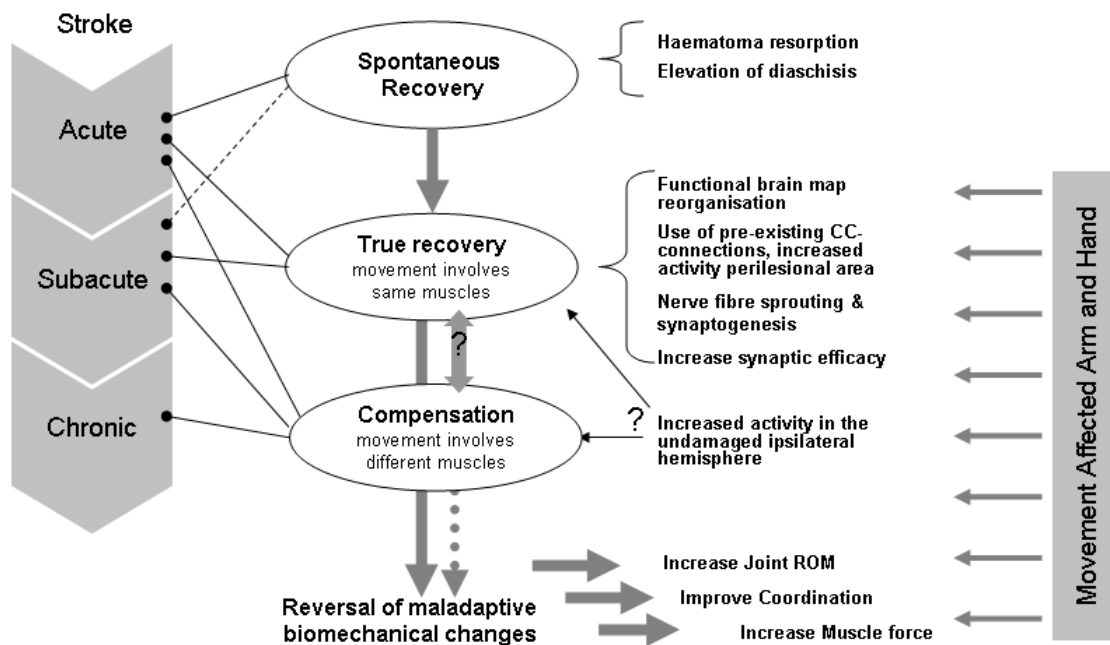 Stroke
Acute
Subacute
Chronic
Spontaneous
Recovery
Haematoma resorption
Elevation of diaschisis
True recovery
movement involves
same muscles
?
Functional brain map
reorganisation
Use of pre-existing CC-
connections, increased
activity perilesional area
Nerve fibre sprouting &
synaptogenesis
Increase synaptic efficacy
Compensation
movement involves
different muscles
?
Increased activity in the
undamaged ipsilateral
hemisphere
Reversal of maladaptive
biomechanical changes
Increase Joint ROM
Improve Coordination
Increase Muscle force
Movement Affected Arm and Hand